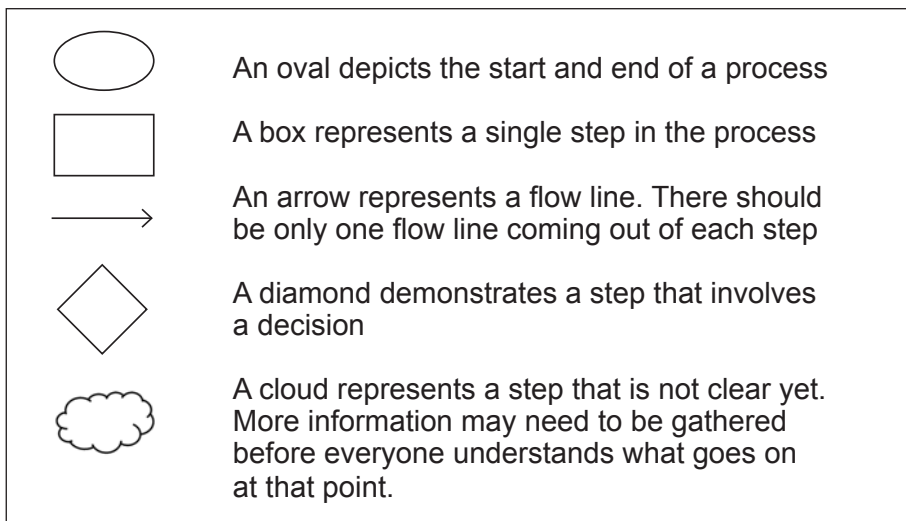 An oval depicts the start and end of a process
A box represents a single step in the process
An arrow represents a flow line. There should
be only one flow line coming out of each step
A diamond demonstrates a step that involves
a decision
A cloud represents a step that is not clear yet.
More information may need to be gathered
before everyone understands what goes on
at that point.